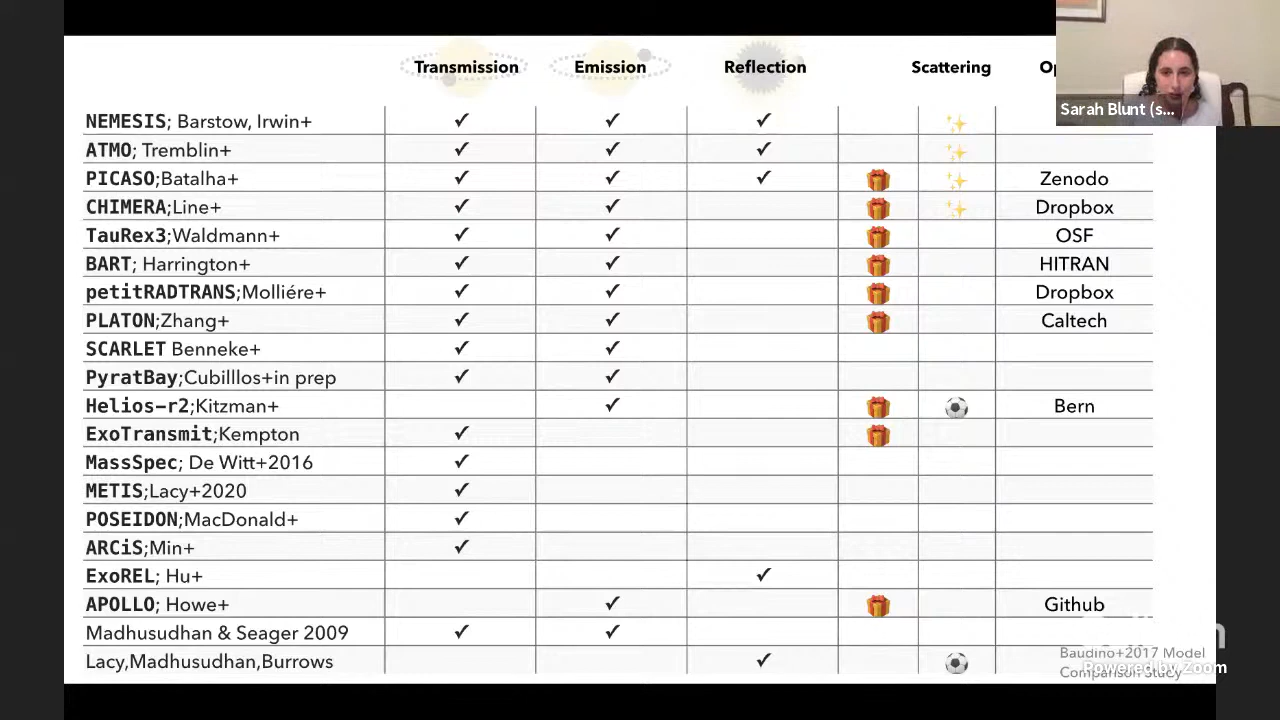 Transmission Emission Reflection Scattering Op
Sarah Blunt (s...
NEMESIS; Barstow, Irwin+ ✓ ✓ ✓
ATMO; Tremblin+ ✓ ✓ ✓
PICASO;Batalha+ ✓ ✓ ✓ Zenodo
CHIMERA;Line+ ✓ ✓ Dropbox
TauRex3;Waldmann+ ✓ ✓ OSF
BART; Harrington+ ✓ ✓ HITRAN
petitRADTRANS;Molliére+ ✓ ✓ Dropbox
PLATON;Zhang+ ✓ ✓ Caltech
SCARLET Benneke+ ✓ ✓
PyratBay;Cubilllos+in prep ✓ ✓
Helios-r2;Kitzman+ ✓ Bern
ExoTransmit;Kempton ✓
MassSpec; De Witt+2016 ✓
METIS;Lacy+2020 ✓
POSEIDON;MacDonald+ ✓
ARCiS;Min+ ✓
ExoREL; Hu+ ✓
APOLLO; Howe+ ✓ Github
Madhusudhan & Seager 2009 ✓ ✓
Lacy,Madhusudhan,Burrows ✓
Baudino+2017 Model
Comparison Study
Powered by Zoom